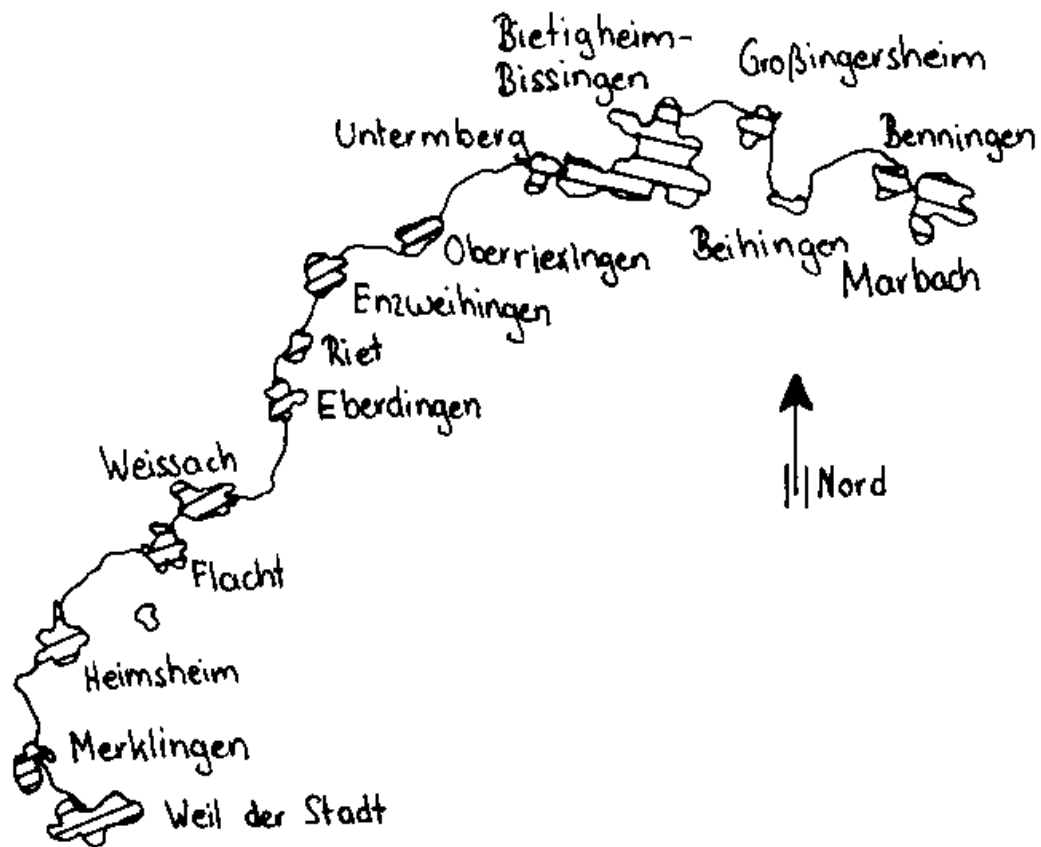 Bietigheim-
Bissingen
Großingersheim
Untermberg
Benningen
Oberriexingen
Beihingen
Marbach
Enzweihingen
Riet
Eberdingen
Weissach
Nord
Flacht
Heimsheim
Merklingen
Weil der Stadt